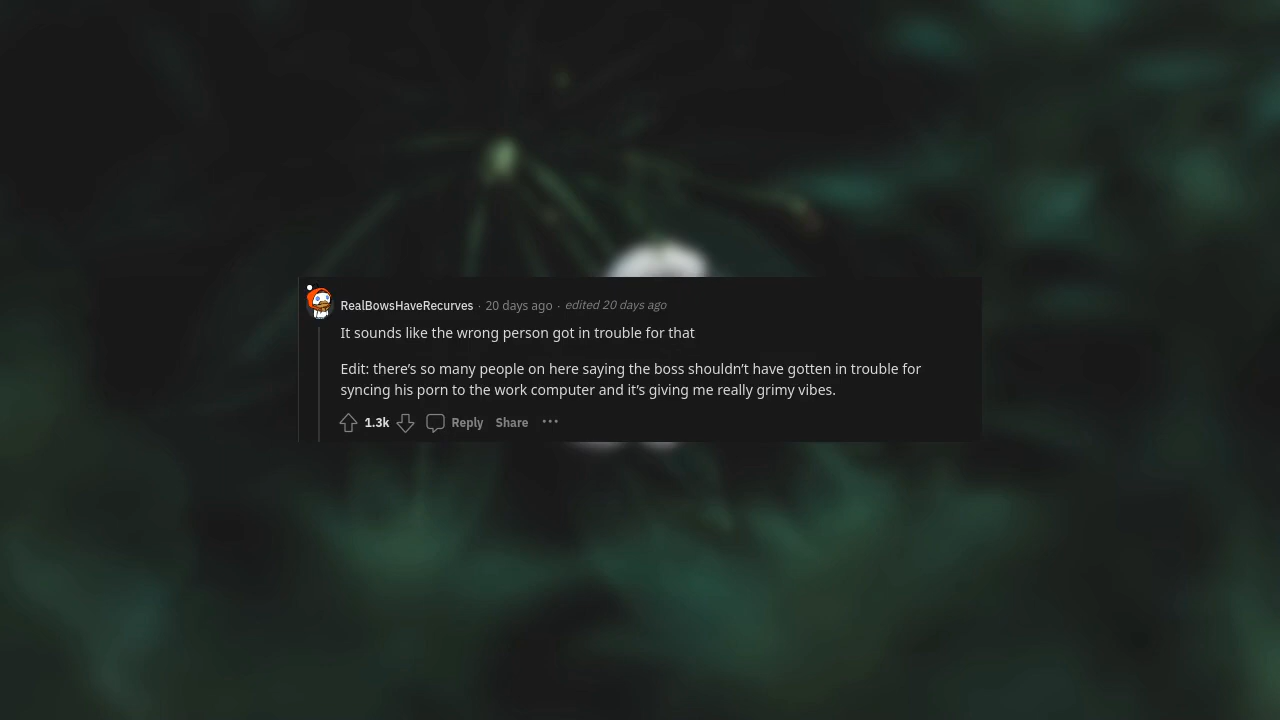 RealBowsHaveRecurves · 20 days ago · edited 20 days ago
It sounds like the wrong person got in trouble for that
Edit: there’s so many people on here saying the boss shouldn’t have gotten in trouble for
syncing his porn to the work computer and it’s giving me really grimy vibes.
1.3k Reply Share ···